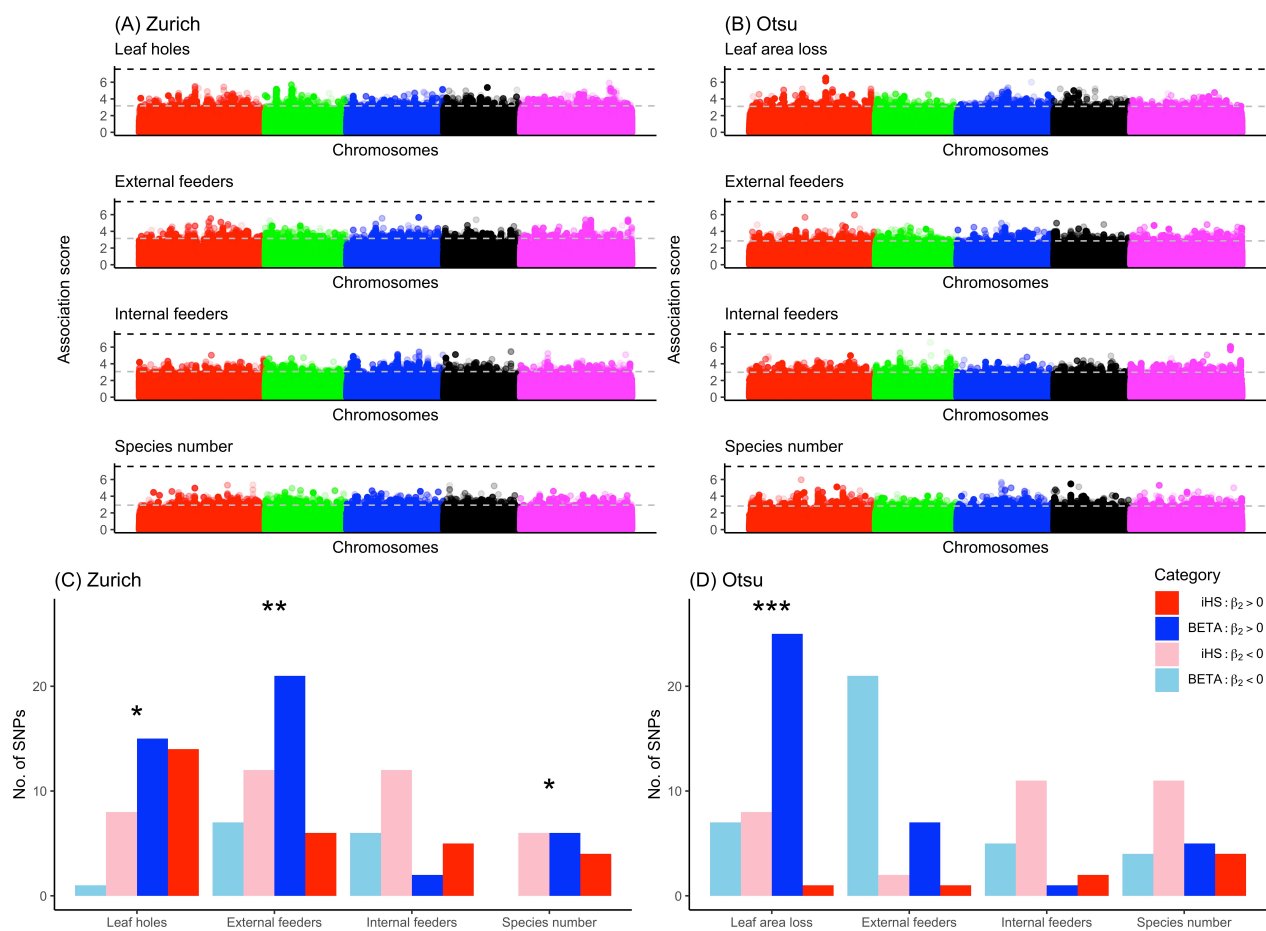 (A) Zurich
Leaf holes
6
4
2
0
Chromosomes
External feeders
6
4
2
0
Chromosomes
Internal feeders
6
4
2
0
Chromosomes
Species number
6
4
2
0
Chromosomes
Association score
(B) Otsu
Leaf area loss
6
4
2
0
Chromosomes
External feeders
6
4
2
0
Chromosomes
Internal feeders
6
4
2
0
Chromosomes
Species number
6
4
2
0
Chromosomes
Association score
(C) Zurich
No. of SNPs
20
10
0
*
**
*
Leaf holes External feeders Internal feeders Species number
(D) Otsu
No. of SNPs
20
10
0
***
Leaf area loss External feeders Internal feeders Species number
Category
iHS : β₂ > 0
BETA : β₂ > 0
iHS : β₂ < 0
BETA : β₂ < 0